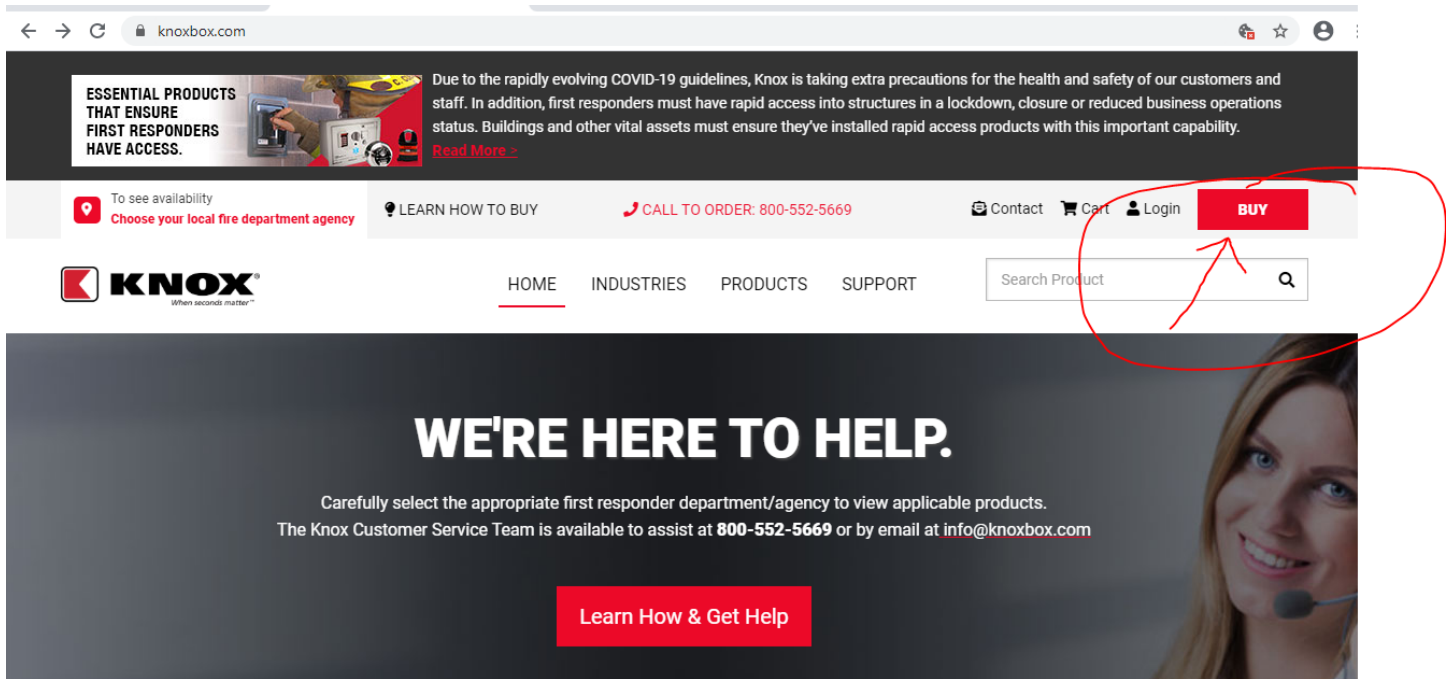 knoxbox.com
ESSENTIAL PRODUCTS
THAT ENSURE
FIRST RESPONDERS
HAVE ACCESS.
Due to the rapidly evolving COVID-19 guidelines, Knox is taking extra precautions for the health and safety of our customers and
staff. In addition, first responders must have rapid access into structures in a lockdown, closure or reduced business operations
status. Buildings and other vital assets must ensure they've installed rapid access products with this important capability.
Read More >
To see availability
Choose your local fire department agency
LEARN HOW TO BUY
CALL TO ORDER: 800-552-5669
Contact
Cart
Login
BUY
KNOX®
When seconds matter™
HOME
INDUSTRIES
PRODUCTS
SUPPORT
Search Product
WE'RE HERE TO HELP.
Carefully select the appropriate first responder department/agency to view applicable products.
The Knox Customer Service Team is available to assist at 800-552-5669 or by email at info@knoxbox.com
Learn How & Get Help